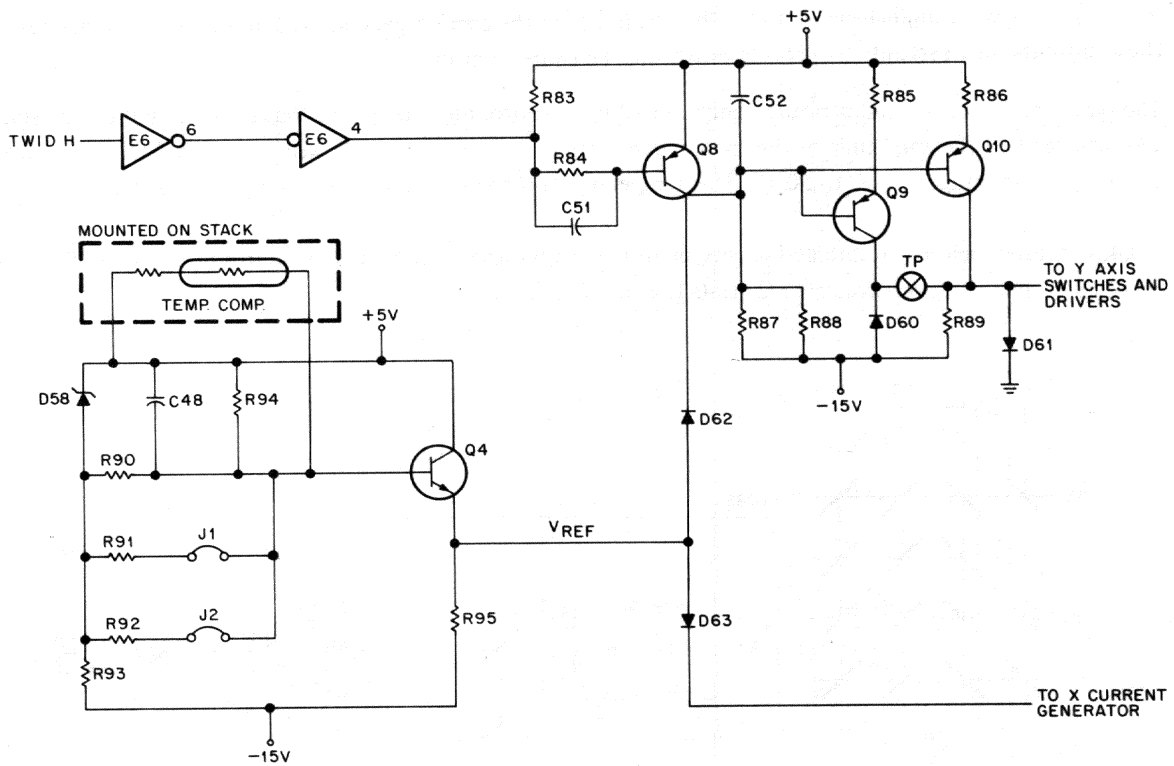 +5V
R83
C52
R85
R86
TWID H
E6
6
E6
4
R84
Q8
Q10
C51
Q9
MOUNTED ON STACK
TEMP. COMP.
TP
TO Y AXIS
SWITCHES AND
DRIVERS
+5V
R87
R88
D60
R89
D61
-15V
D58
C48
R94
D62
R90
Q4
VREF
R91
J1
R92
J2
R95
D63
R93
-15V
TO X CURRENT
GENERATOR